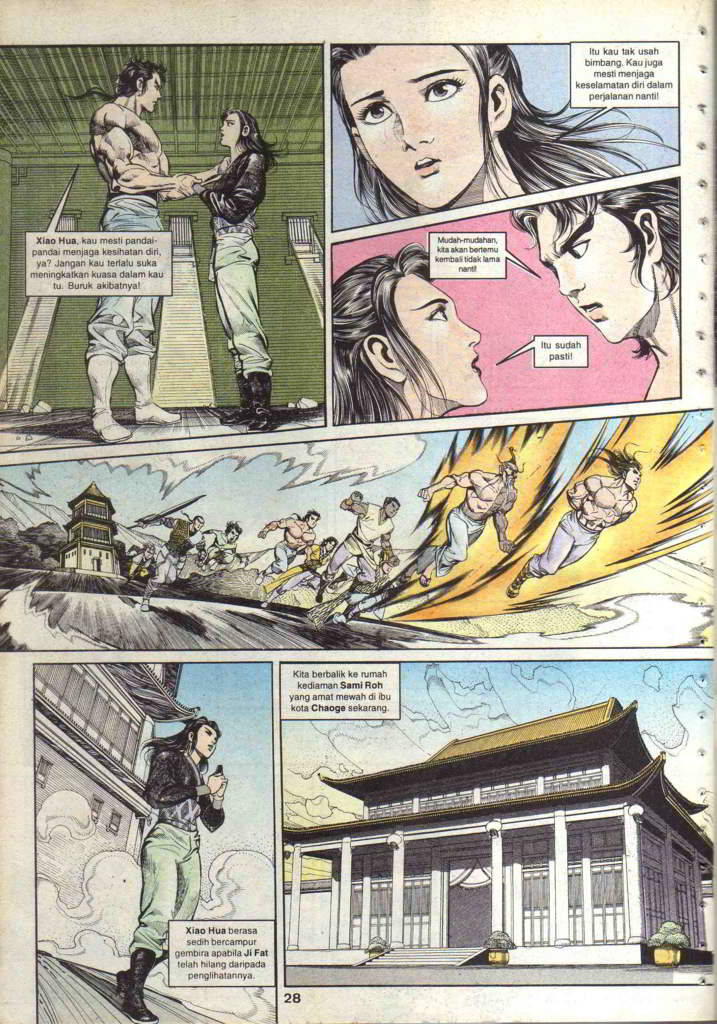 Xiao Hua, kau mesti pandai-
pandai menjaga kesihatan diri,
ya? Jangan kau terlalu suka
meningkatkan kuasa dalam kau
tu. Buruk akibatnya!
Itu kau tak usah
bimbang. Kau juga
mesti menjaga
keselamatan diri dalam
perjalanan nanti!
Mudah-mudahan,
kita akan bertemu
kembali tidak lama
nanti!
Itu sudah
pasti!
Xiao Hua berasa
sedih bercampur
gembira apabila Ji Fat
telah hilang daripada
penglihatannya.
Kita berbalik ke rumah
kediaman Sami Roh
yang amat mewah di ibu
kota Chaoge sekarang.
28